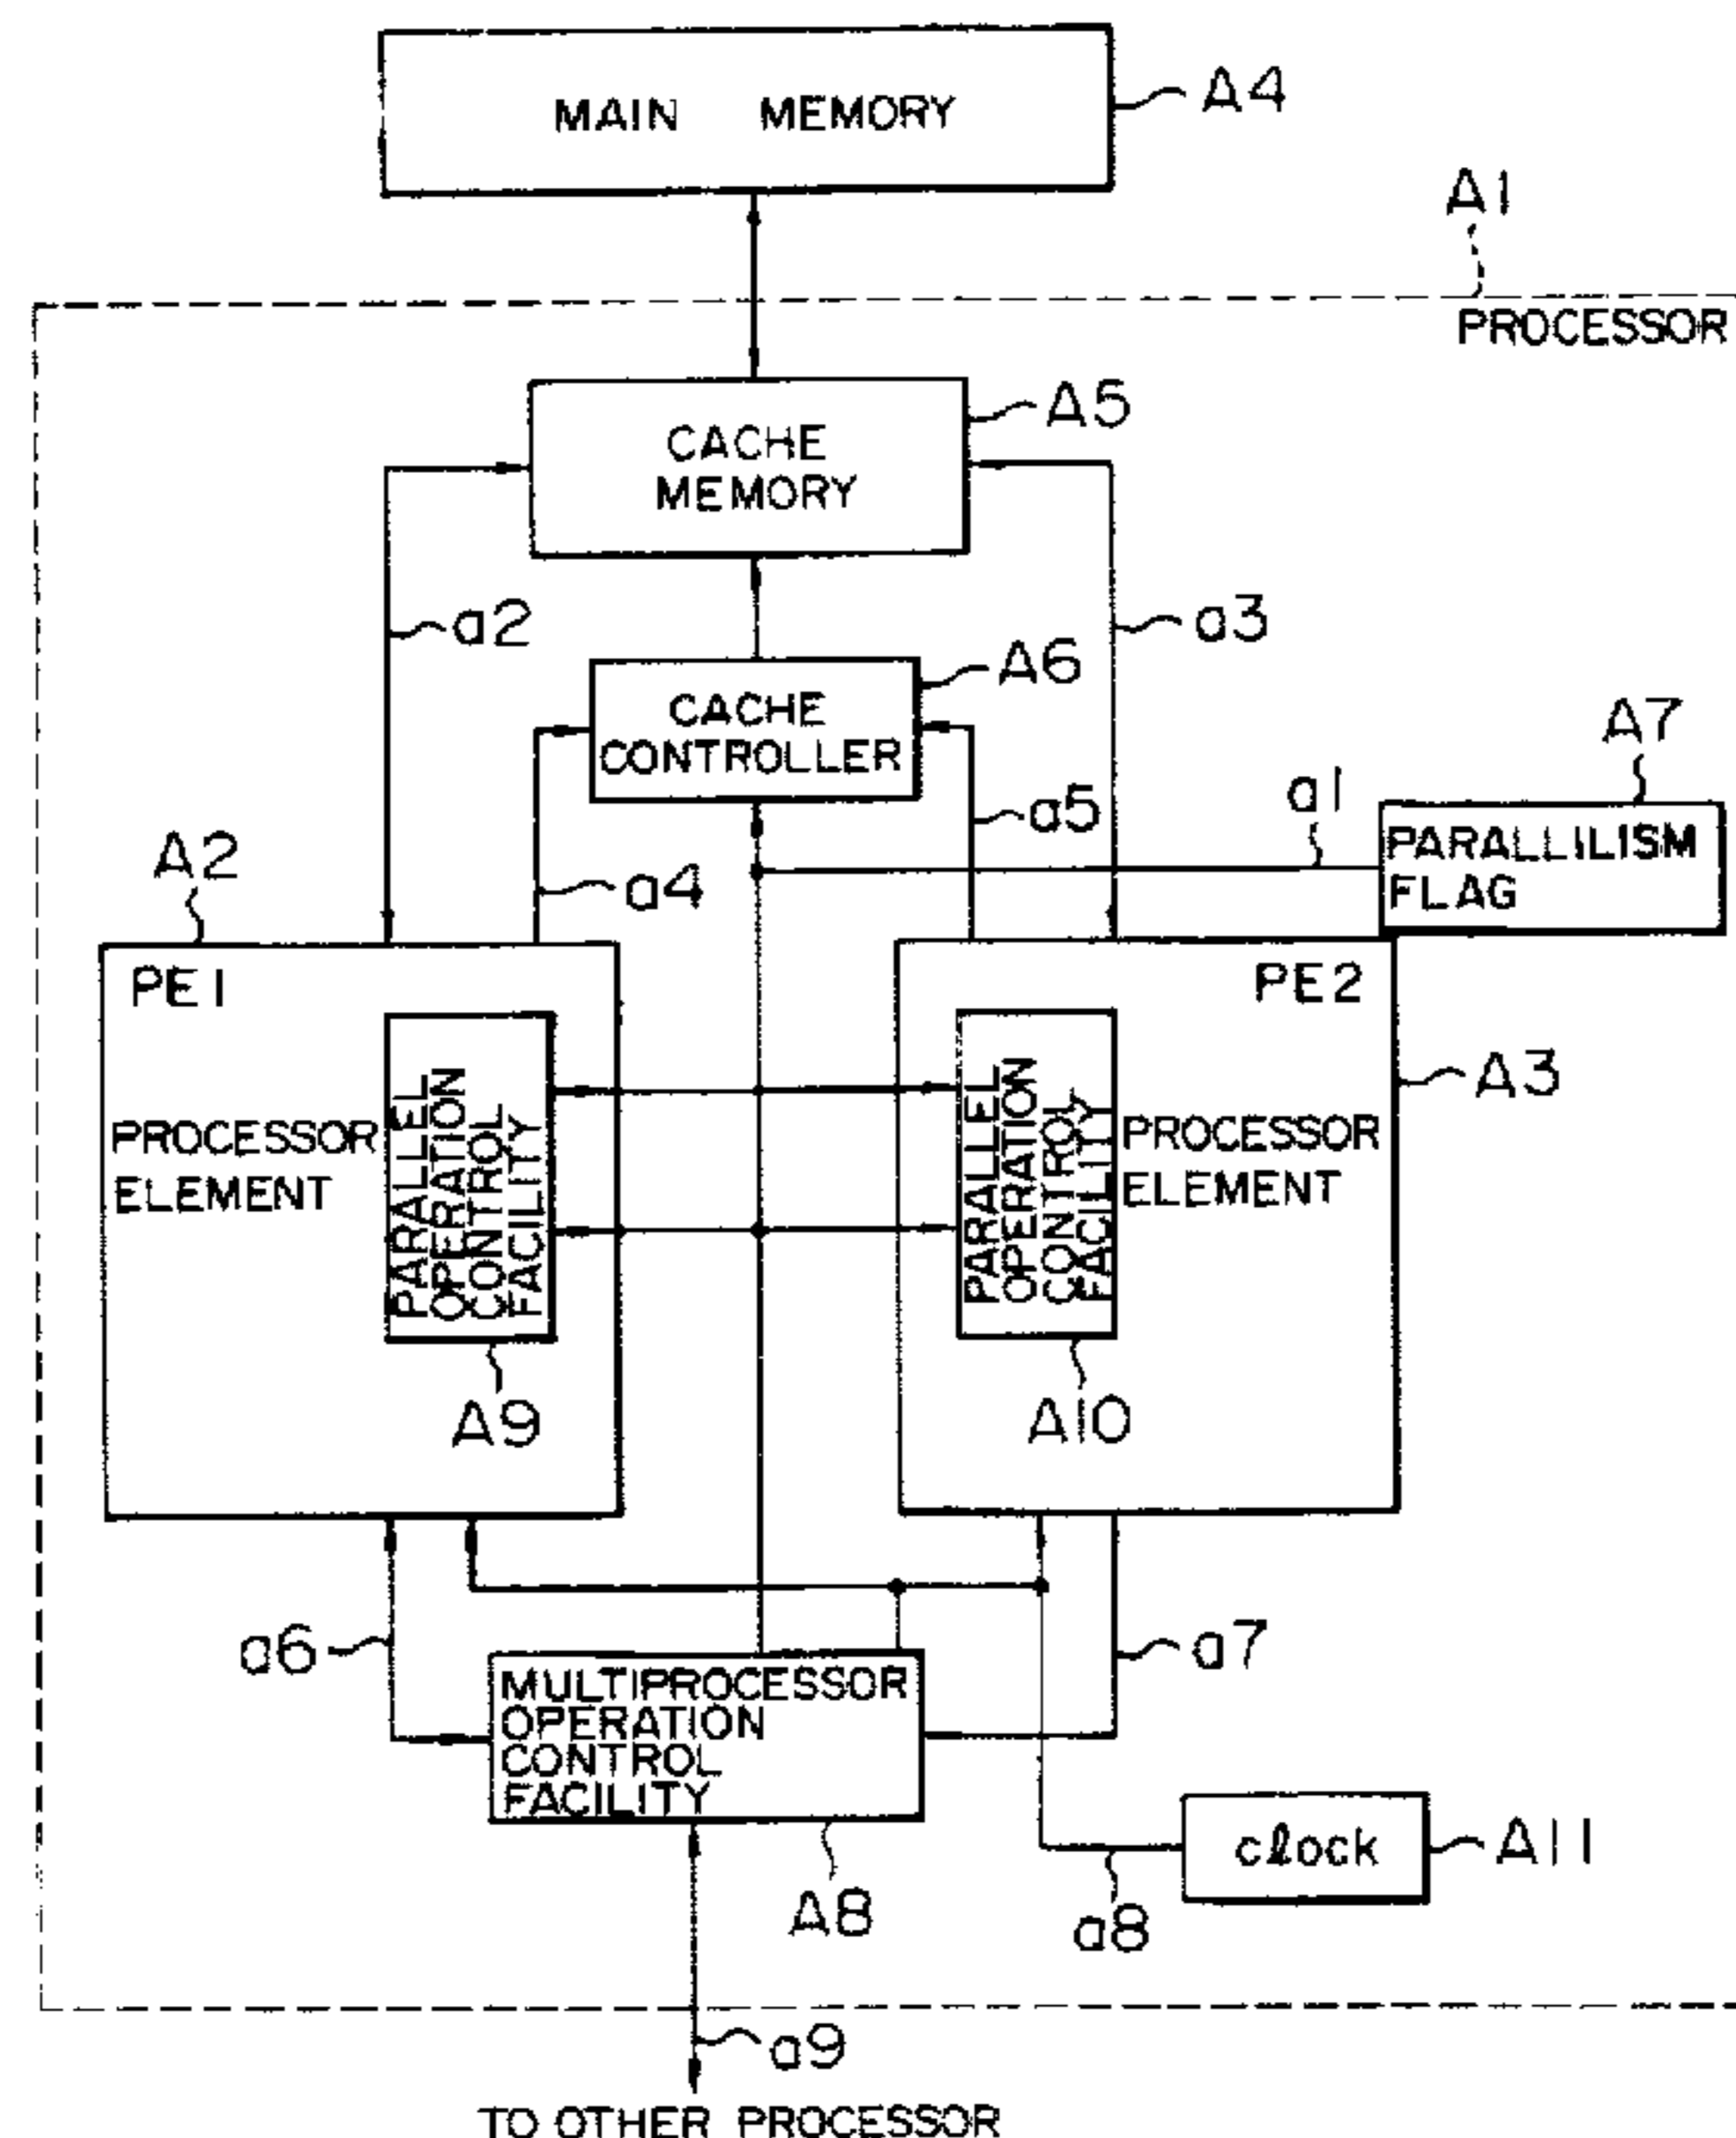 MAIN MEMORY
A4
A1
PROCESSOR
A5
CACHE
MEMORY
a2
a3
A6
CACHE
CONTROLLER
A7
a1
a5
PARALLILISM
FLAG
A2
a4
PE1
PE2
A3
PROCESSOR
ELEMENT
PARALLEL
OPERATION
CONTROL
FACILITY
PARALLEL
OPERATION
CONTROL
FACILITY
PROCESSOR
ELEMENT
A9
A10
a6
a7
MULTIPROCESSOR
OPERATION
CONTROL
FACILITY
clock
A11
A8
a8
a9
TO OTHER PROCESSOR